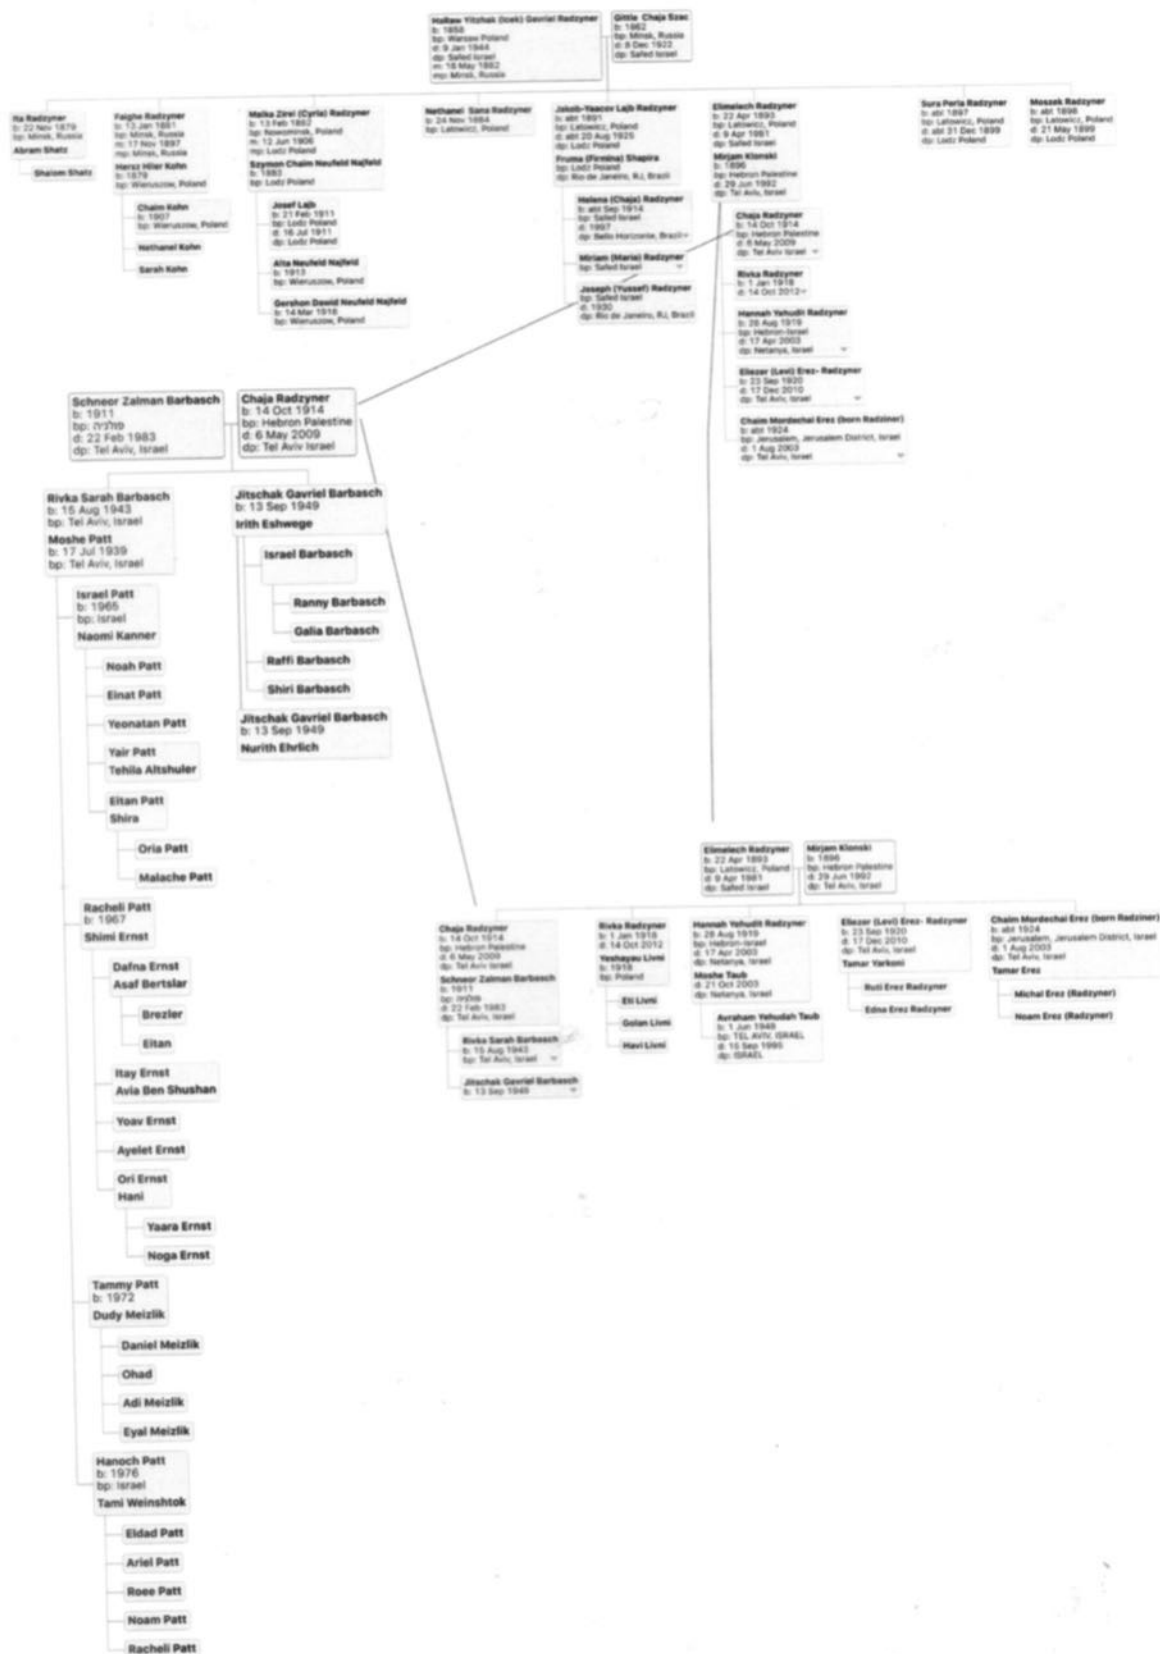 HaRaw Yitzhak (Icek) Gavriel Radzyner
b: 1858
bp: Warsaw Poland
d: 9 Jan 1944
dp: Safed Israel
m: 18 May 1882
mp: Minsk, Russia
Gittle Chaja Szac
b: 1862
bp: Minsk, Russia
d: 8 Dec 1922
dp: Safed Israel
Ita Radzyner
b: 22 Nov 1879
bp: Minsk, Russia
Abram Shatz
Shalom Shatz
Faighe Radzyner
b: 13 Jan 1881
bp: Minsk, Russia
m: 17 Nov 1897
mp: Minsk, Russia
Hersz Hiler Kohn
b: 1879
bp: Wieruszow, Poland
Chaim Kohn
b: 1907
bp: Wieruszow, Poland
Nethanel Kohn
Sarah Kohn
Malka Zirel (Cyrla) Radzyner
b: 13 Feb 1882
bp: Nowominsk, Poland
m: 12 Jun 1906
mp: Lodz Poland
Szymon Chaim Neufeld Najfeld
b: 1882
bp: Lodz Poland
Josef Lajb
b: 21 Feb 1911
bp: Lodz Poland
d: 16 Jul 1911
dp: Lodz Poland
Alta Neufeld Najfeld
b: 1913
bp: Wieruszow, Poland
Gershon Dawid Neufeld Najfeld
b: 14 Mar 1916
bp: Wieruszow, Poland
Nethanel Sana Radzyner
b: 24 Nov 1884
bp: Latowicz, Poland
Jakob-Yaacov Lajb Radzyner
b: abt 1891
bp: Latowicz, Poland
d: abt 20 Aug 1925
dp: Lodz Poland
Fruma (Firmina) Shapira
bp: Lodz Poland
dp: Rio de Janeiro, RJ, Brazil
Helena (Chaja) Radzyner
b: abt Sep 1914
bp: Safed Israel
d: 1997
dp: Bello Horizonte, Brazil
Miriam (Maria) Radzyner
bp: Safed Israel
Joseph (Yussef) Radzyner
bp: Safed Israel
d: 1930
dp: Rio de Janeiro, RJ, Brazil
Elimelech Radzyner
b: 22 Apr 1893
bp: Latowicz, Poland
d: 9 Apr 1981
dp: Safed Israel
Mirjam Klonski
b: 1896
bp: Hebron Palestine
d: 29 Jun 1992
dp: Tel Aviv, Israel
Chaja Radzyner
b: 14 Oct 1914
bp: Hebron Palestine
d: 6 May 2009
dp: Tel Aviv Israel
Rivka Radzyner
b: 1 Jan 1918
d: 14 Oct 2012
Hannah Yehudit Radzyner
b: 28 Aug 1919
bp: Hebron-Israel
d: 17 Apr 2003
dp: Netanya, Israel
Eliezer (Levi) Erez- Radzyner
b: 23 Sep 1920
d: 17 Dec 2010
dp: Tel Aviv, Israel
Chaim Mordechai Erez (born Radziner)
b: abt 1924
bp: Jerusalem, Jerusalem District, Israel
d: 1 Aug 2003
dp: Tel Aviv, Israel
Sura Perla Radzyner
b: abt 1897
bp: Latowicz, Poland
d: abt 31 Dec 1899
dp: Lodz Poland
Moszek Radzyner
b: abt 1898
bp: Latowicz, Poland
d: 21 May 1899
dp: Lodz Poland
Schneor Zalman Barbasch
b: 1911
bp: פולניה
d: 22 Feb 1983
dp: Tel Aviv, Israel
Chaja Radzyner
b: 14 Oct 1914
bp: Hebron Palestine
d: 6 May 2009
dp: Tel Aviv Israel
Rivka Sarah Barbasch
b: 15 Aug 1943
bp: Tel Aviv, Israel
Moshe Patt
b: 17 Jul 1939
bp: Tel Aviv, Israel
Israel Patt
b: 1965
bp: Israel
Naomi Kanner
Noah Patt
Einat Patt
Yeonatan Patt
Yair Patt
Tehila Altshuler
Eitan Patt
Shira
Oria Patt
Malache Patt
Racheli Patt
b: 1967
Shimi Ernst
Dafna Ernst
Asaf Bertslar
Brezler
Eitan
Itay Ernst
Avia Ben Shushan
Yoav Ernst
Ayelet Ernst
Ori Ernst
Hani
Yaara Ernst
Noga Ernst
Tammy Patt
b: 1972
Dudy Meizlik
Daniel Meizlik
Ohad
Adi Meizlik
Eyal Meizlik
Hanoch Patt
b: 1976
bp: Israel
Tami Weinshtok
Eldad Patt
Ariel Patt
Roee Patt
Noam Patt
Racheli Patt
Jitschak Gavriel Barbasch
b: 13 Sep 1949
Irith Eshwege
Israel Barbasch
Ranny Barbasch
Galia Barbasch
Raffi Barbasch
Shiri Barbasch
Jitschak Gavriel Barbasch
b: 13 Sep 1949
Nurith Ehrlich
Elimelech Radzyner
b: 22 Apr 1893
bp: Latowicz, Poland
d: 9 Apr 1981
dp: Safed Israel
Mirjam Klonski
b: 1896
bp: Hebron Palestine
d: 29 Jun 1992
dp: Tel Aviv, Israel
Chaja Radzyner
b: 14 Oct 1914
bp: Hebron Palestine
d: 6 May 2009
dp: Tel Aviv Israel
Schneor Zalman Barbasch
b: 1911
bp: פולניה
d: 22 Feb 1983
dp: Tel Aviv, Israel
Rivka Sarah Barbasch
b: 15 Aug 1943
bp: Tel Aviv, Israel
Jitschak Gavriel Barbasch
b: 13 Sep 1949
Rivka Radzyner
b: 1 Jan 1918
d: 14 Oct 2012
Yeshayau Livni
b: 1918
bp: Poland
Eti Livni
Golan Livni
Havi Livni
Hannah Yehudit Radzyner
b: 28 Aug 1919
bp: Hebron-Israel
d: 17 Apr 2003
dp: Netanya, Israel
Moshe Taub
d: 21 Oct 2003
dp: Netanya, Israel
Avraham Yehudah Taub
b: 1 Jun 1948
bp: TEL AVIV, ISRAEL
d: 15 Sep 1995
dp: ISRAEL
Eliezer (Levi) Erez- Radzyner
b: 23 Sep 1920
d: 17 Dec 2010
dp: Tel Aviv, Israel
Tamar Yarkoni
Ruti Erez Radzyner
Edna Erez Radzyner
Chaim Mordechai Erez (born Radziner)
b: abt 1924
bp: Jerusalem, Jerusalem District, Israel
d: 1 Aug 2003
dp: Tel Aviv, Israel
Tamar Erez
Michal Erez (Radzyner)
Noam Erez (Radzyner)